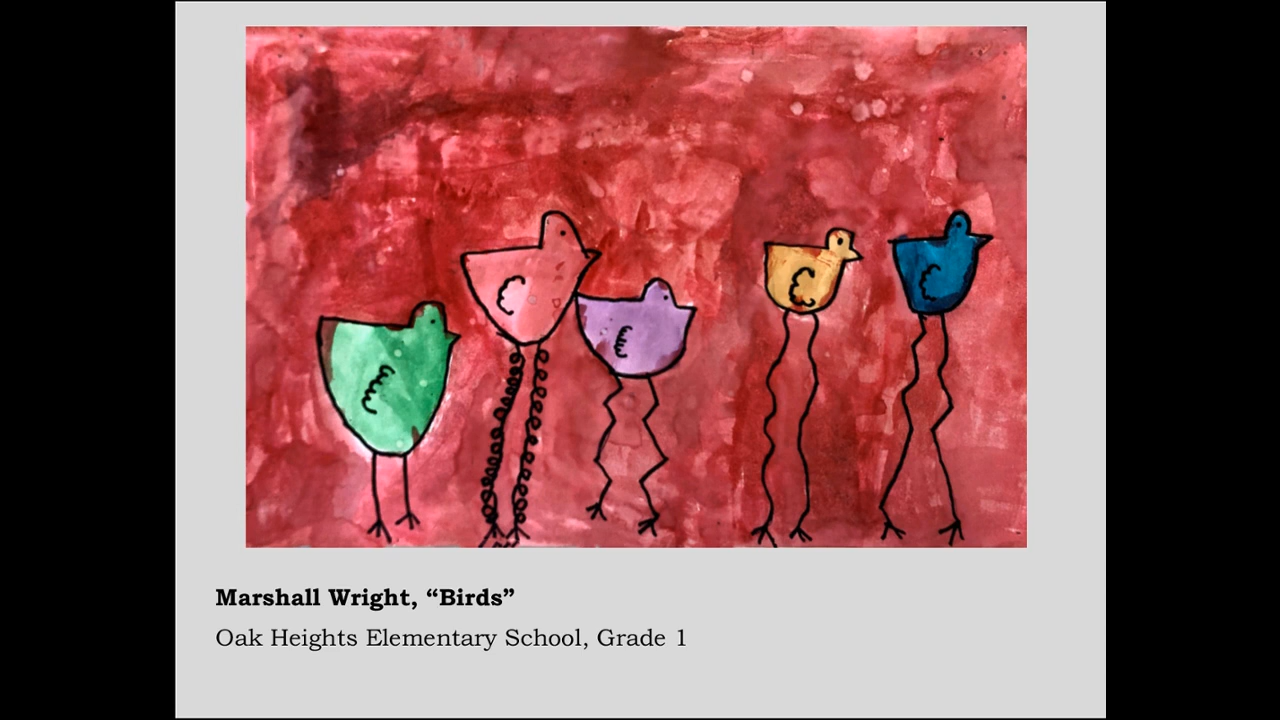 Marshall Wright, “Birds”
Oak Heights Elementary School, Grade 1